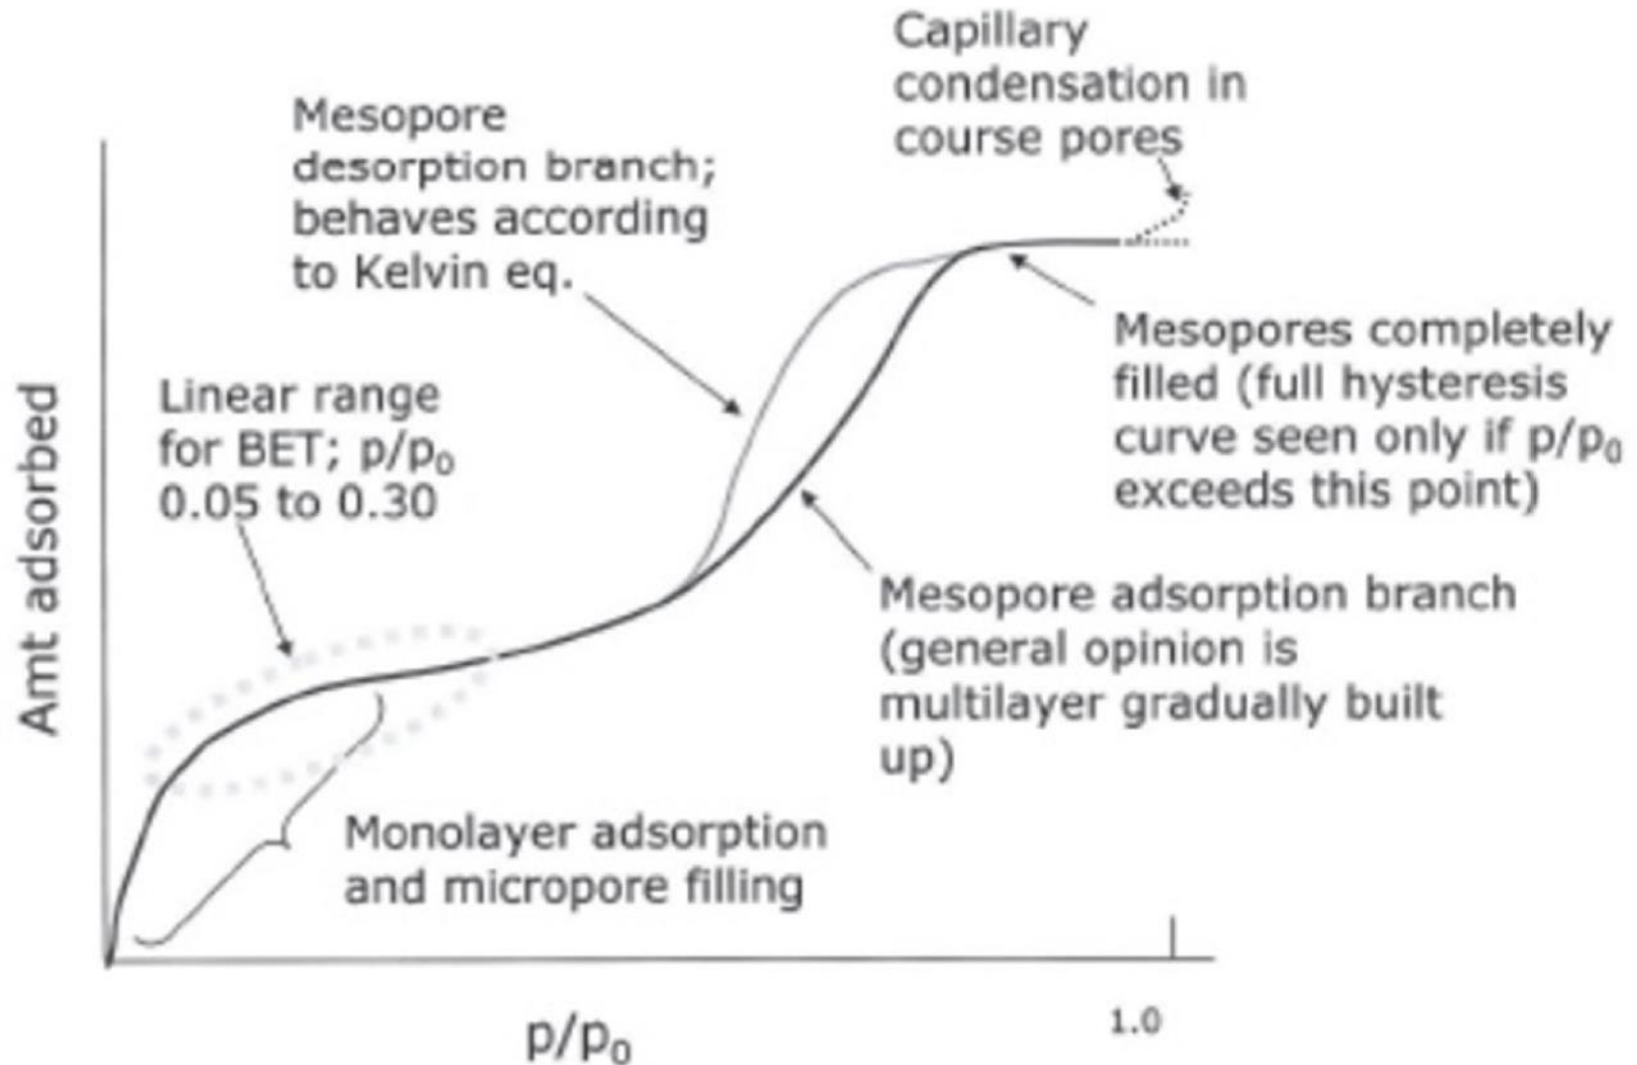 Capillary
condensation in
course pores
Mesopore
desorption branch;
behaves according
to Kelvin eq.
Mesopores completely
filled (full hysteresis
curve seen only if p/p₀
exceeds this point)
Linear range
for BET; p/p₀
0.05 to 0.30
Amt adsorbed
Mesopore adsorption branch
(general opinion is
multilayer gradually built
up)
Monolayer adsorption
and micropore filling
1.0
p/p₀